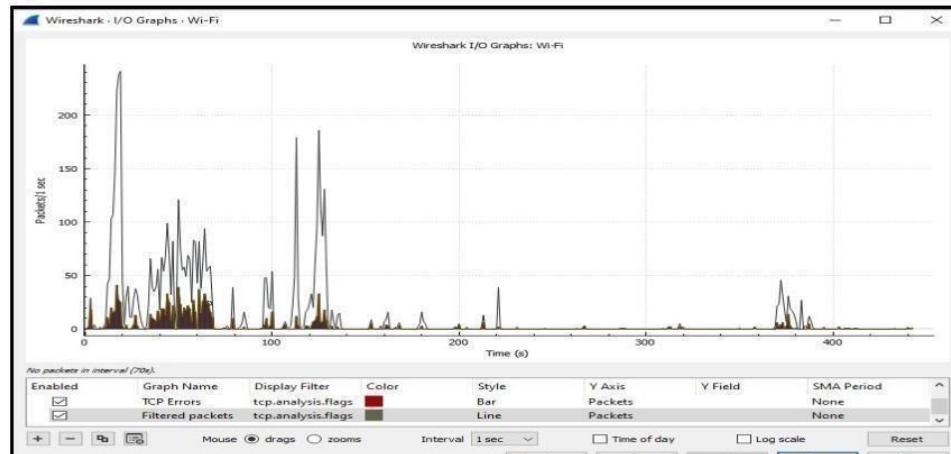 Wireshark · I/O Graphs · Wi-Fi
Wireshark I/O Graphs: Wi-Fi
Packets/1 sec
200
150
100
50
0
0 100 200 300 400
Time (s)
No packets in interval (70s).
Enabled Graph Name Display Filter Color Style Y Axis Y Field SMA Period
TCP Errors tcp.analysis.flags Bar Packets None
Filtered packets tcp.analysis.flags Line Packets None
Mouse drags zooms Interval 1 sec Time of day Log scale Reset